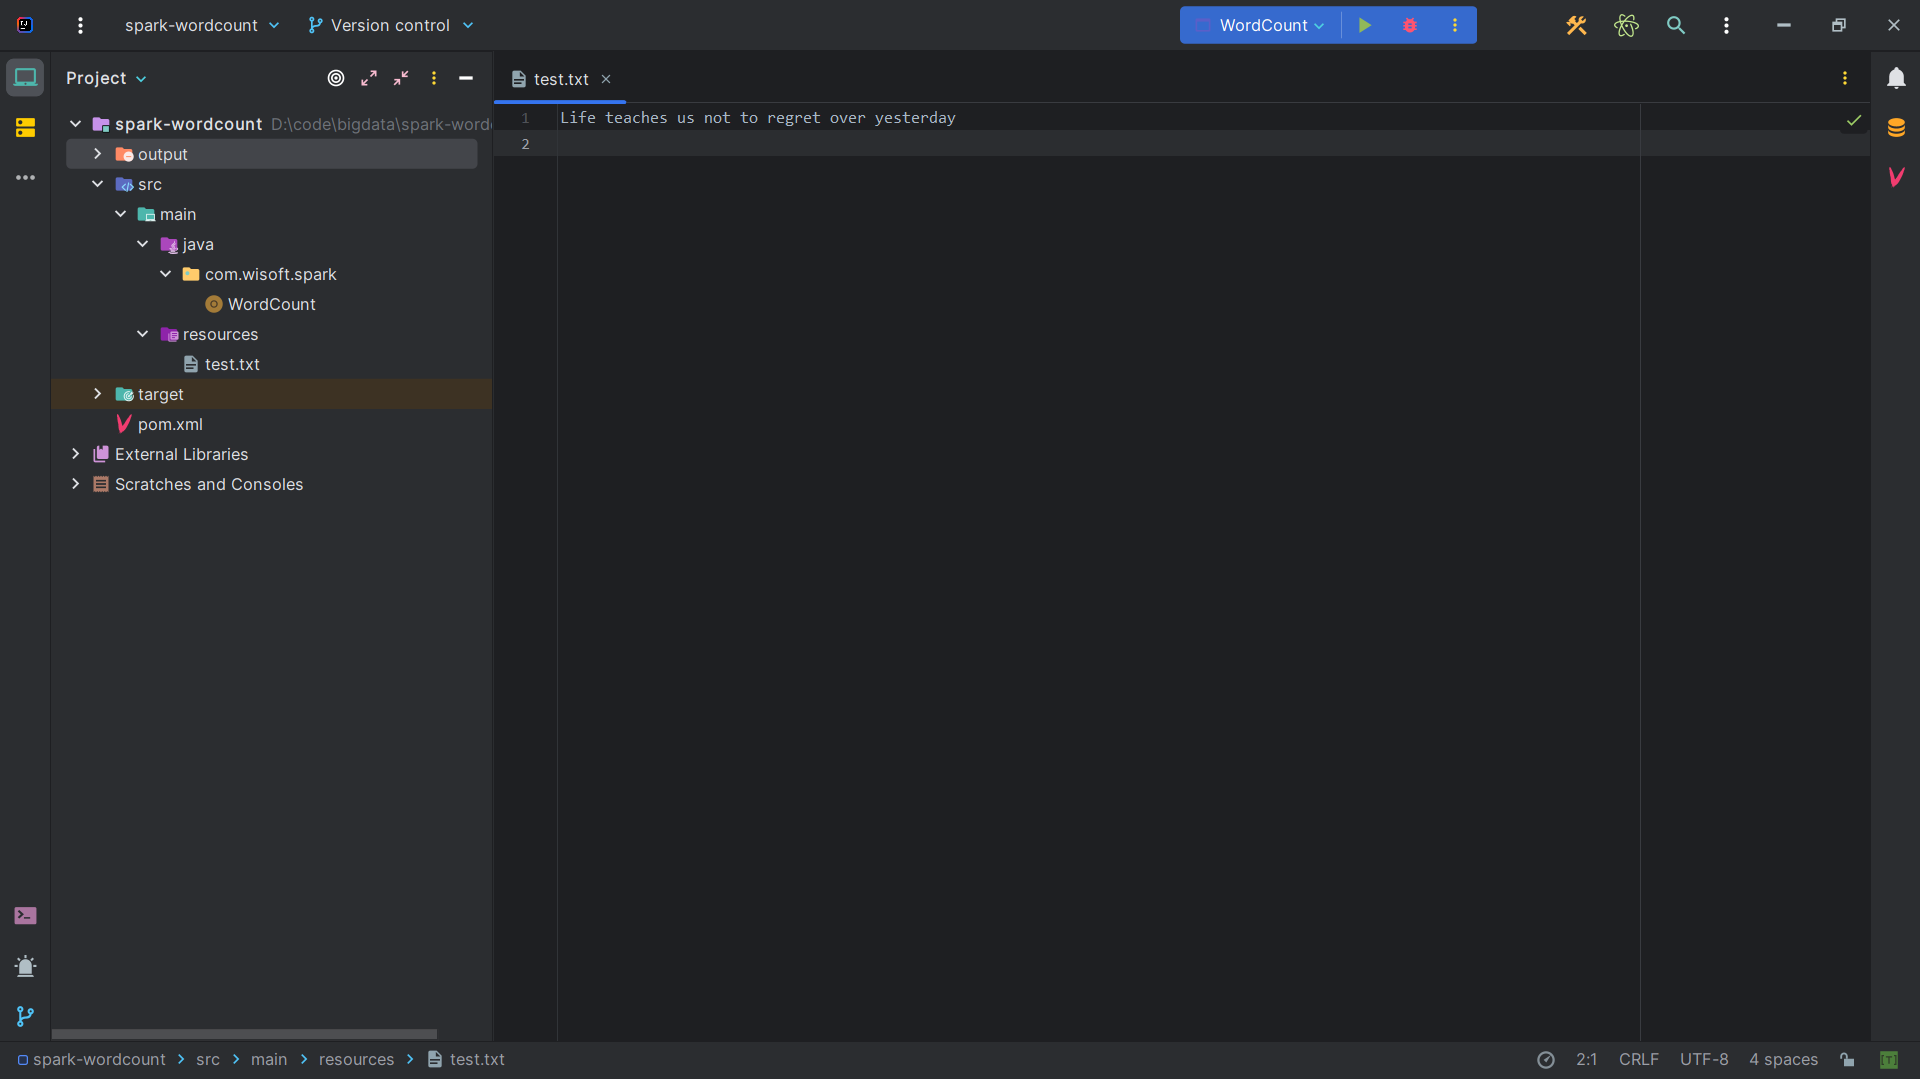 spark-wordcount
Version control
WordCount
Project
test.txt
spark-wordcount D:\code\bigdata\spark-word
output
src
main
java
com.wisoft.spark
WordCount
resources
test.txt
target
pom.xml
External Libraries
Scratches and Consoles
1 Life teaches us not to regret over yesterday
2
spark-wordcount > src > main > resources > test.txt
2:1 CRLF UTF-8 4 spaces [T]